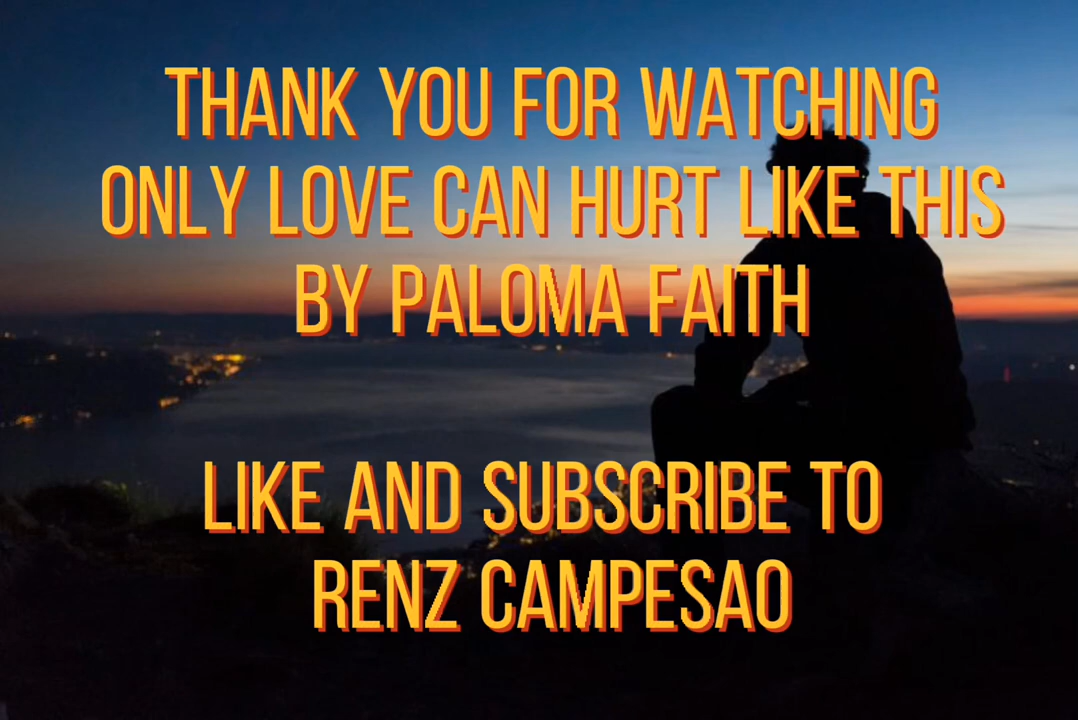 THANK YOU FOR WATCHING
ONLY LOVE CAN HURT LIKE THIS
BY PALOMA FAITH
LIKE AND SUBSCRIBE TO
RENZ CAMPESAO